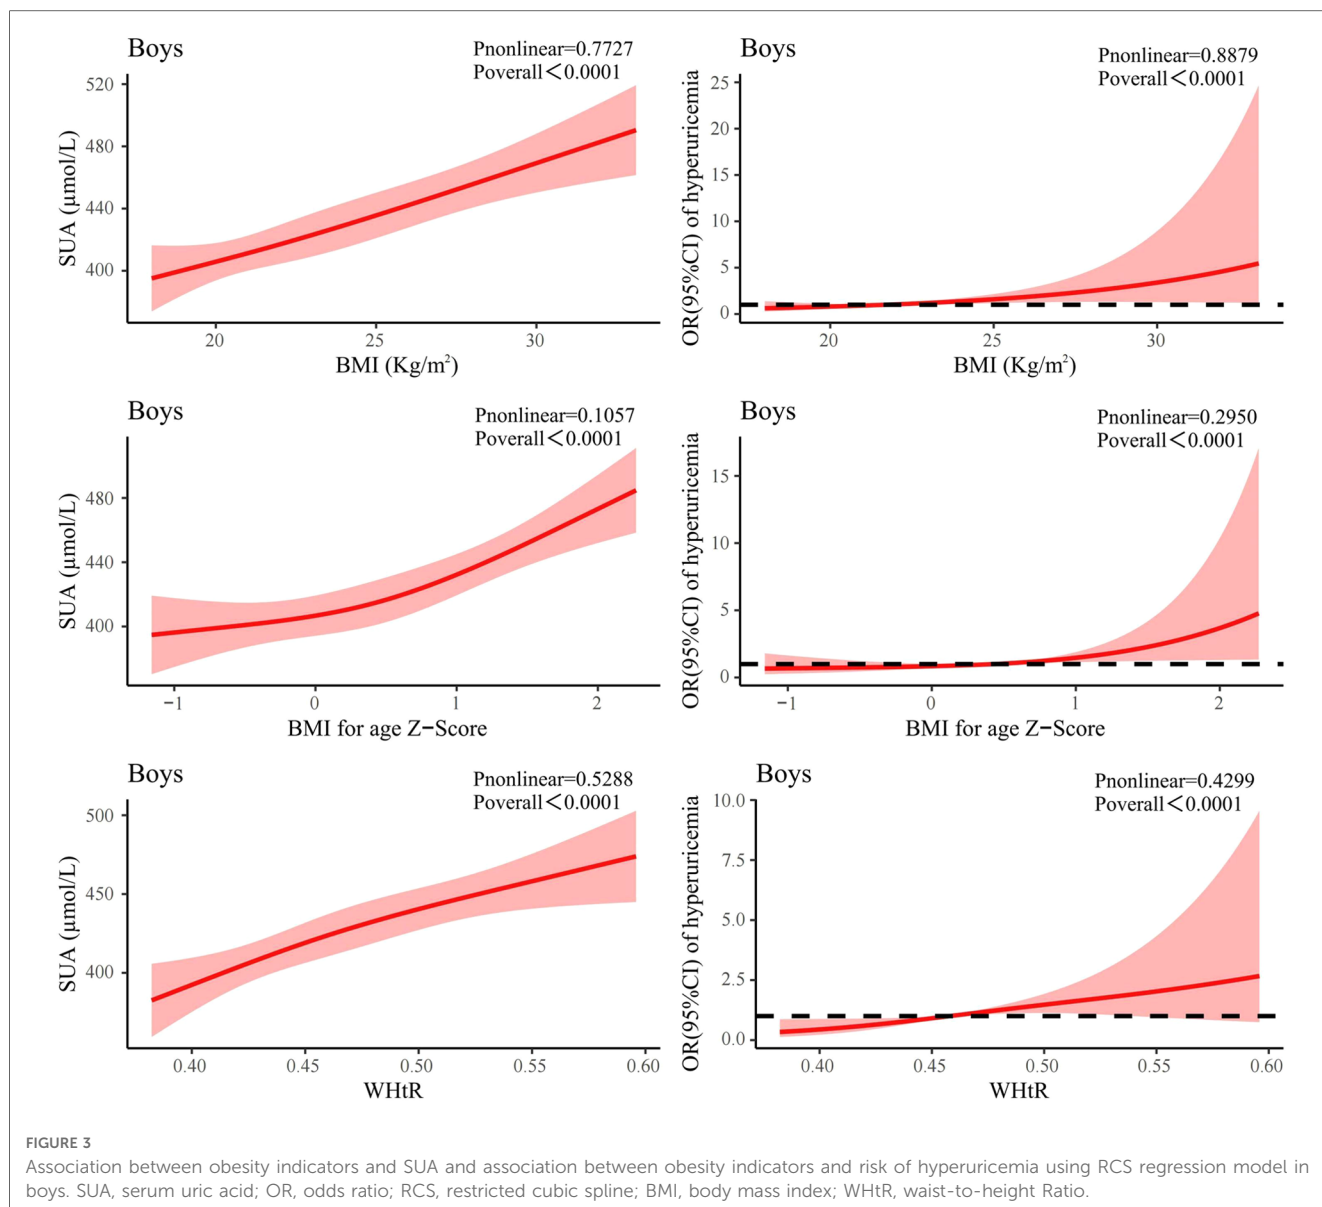 Boys
Pnonlinear=0.7727
Poverall<0.0001
SUA (μmol/L)
520
480
440
400
20
25
30
BMI (Kg/m²)
Boys
Pnonlinear=0.8879
Poverall<0.0001
OR(95%CI) of hyperuricemia
25
20
15
10
5
0
20
25
30
BMI (Kg/m²)
Boys
Pnonlinear=0.1057
Poverall<0.0001
SUA (μmol/L)
480
440
400
−1
0
1
2
BMI for age Z−Score
Boys
Pnonlinear=0.2950
Poverall<0.0001
OR(95%CI) of hyperuricemia
15
10
5
0
−1
0
1
2
BMI for age Z−Score
Boys
Pnonlinear=0.5288
Poverall<0.0001
SUA (μmol/L)
500
450
400
0.40
0.45
0.50
0.55
0.60
WHtR
Boys
Pnonlinear=0.4299
Poverall<0.0001
OR(95%CI) of hyperuricemia
10.0
7.5
5.0
2.5
0.0
0.40
0.45
0.50
0.55
0.60
WHtR
FIGURE 3
Association between obesity indicators and SUA and association between obesity indicators and risk of hyperuricemia using RCS regression model in
boys. SUA, serum uric acid; OR, odds ratio; RCS, restricted cubic spline; BMI, body mass index; WHtR, waist-to-height Ratio.